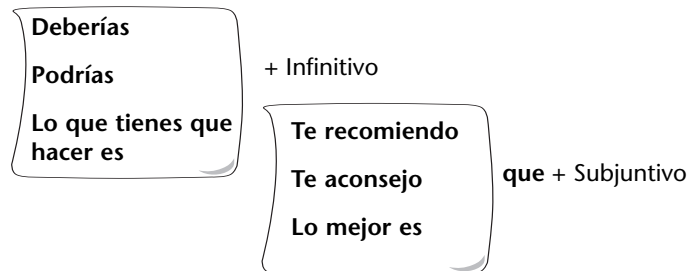 Deberías
Podrías
+ Infinitivo
Lo que tienes que
hacer es
Te recomiendo
Te aconsejo
que + Subjuntivo
Lo mejor es